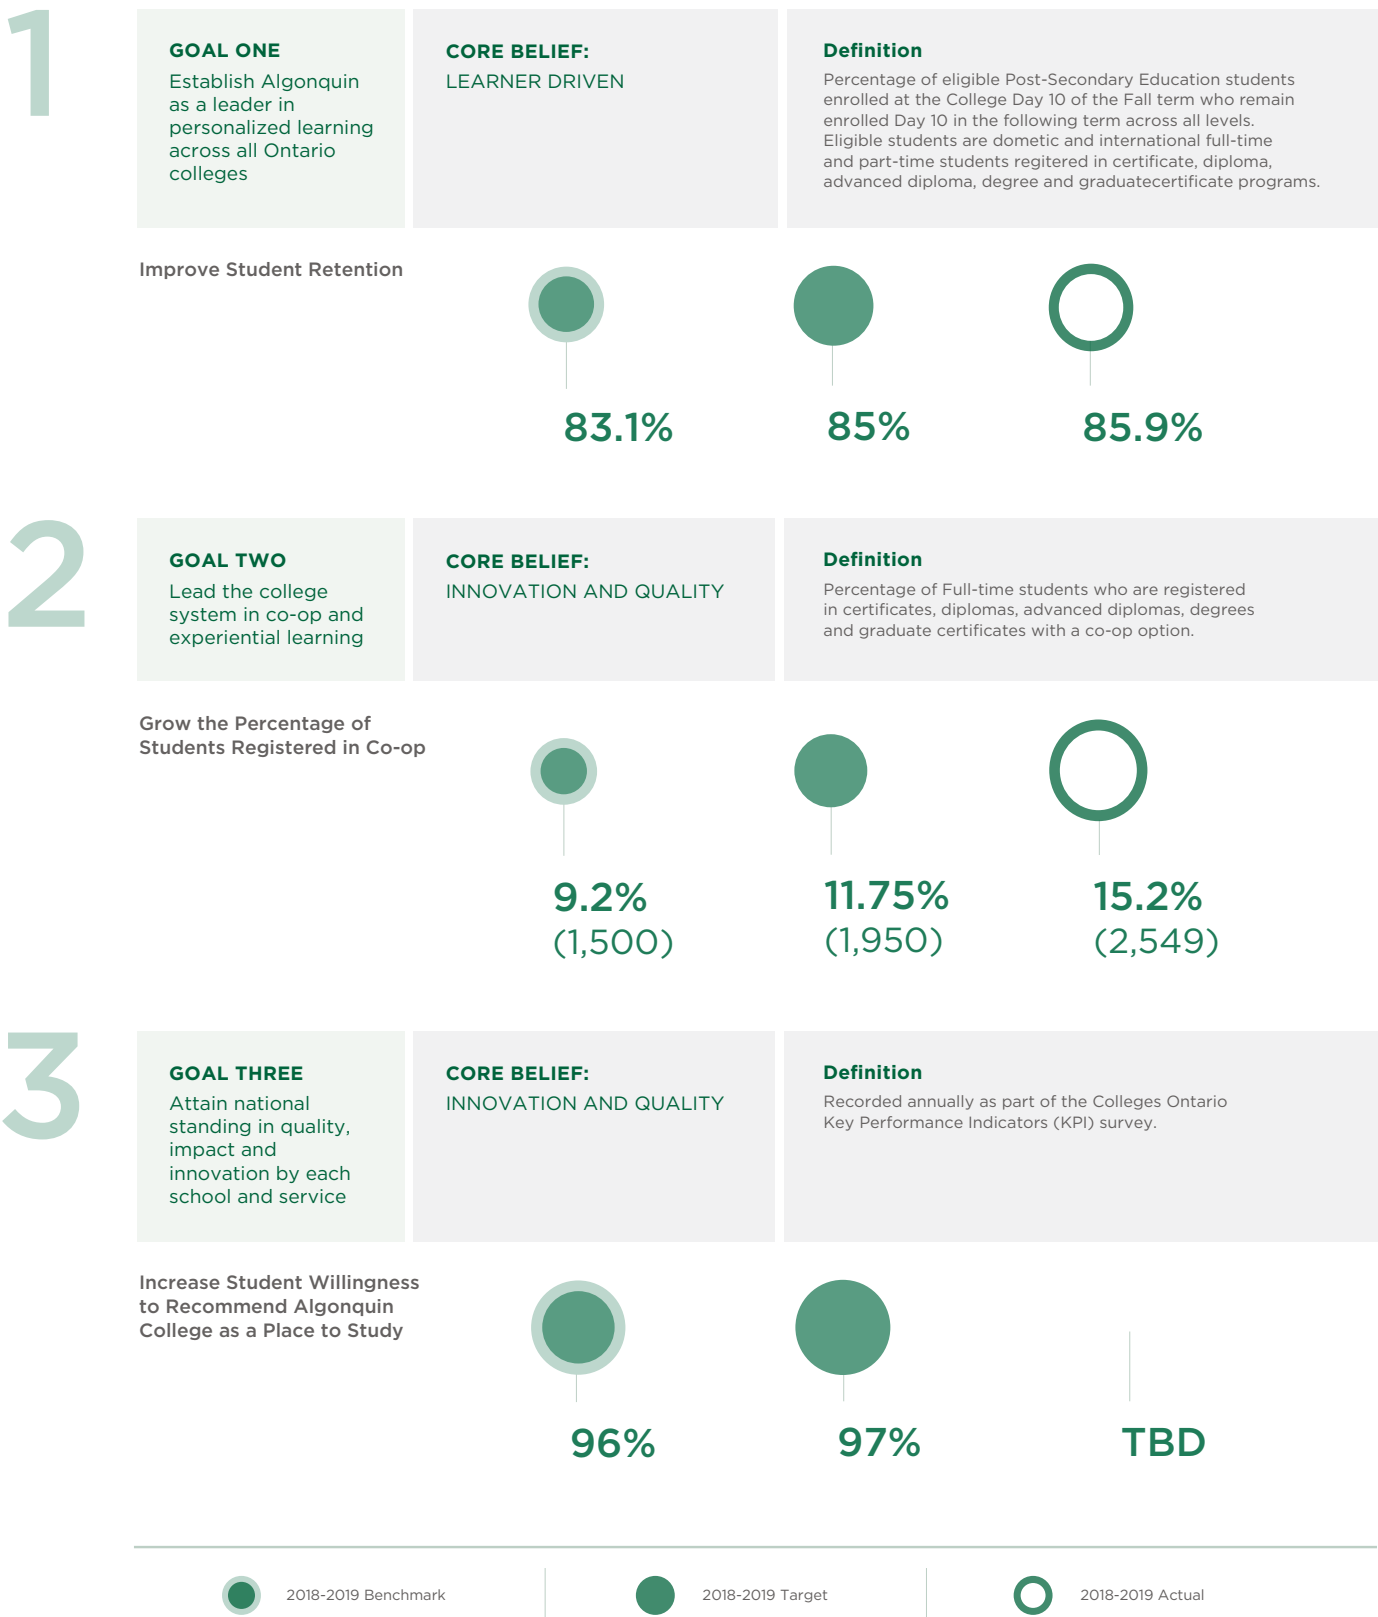 1
GOAL ONE
Establish Algonquin
as a leader in
personalized learning
across all Ontario
colleges
CORE BELIEF:
LEARNER DRIVEN
Definition
Percentage of eligible Post-Secondary Education students
enrolled at the College Day 10 of the Fall term who remain
enrolled Day 10 in the following term across all levels.
Eligible students are dometic and international full-time
and part-time students regitered in certificate, diploma,
advanced diploma, degree and graduatecertificate programs.
Improve Student Retention
83.1%
85%
85.9%
2
GOAL TWO
Lead the college
system in co-op and
experiential learning
CORE BELIEF:
INNOVATION AND QUALITY
Definition
Percentage of Full-time students who are registered
in certificates, diplomas, advanced diplomas, degrees
and graduate certificates with a co-op option.
Grow the Percentage of
Students Registered in Co-op
9.2%
(1,500)
11.75%
(1,950)
15.2%
(2,549)
3
GOAL THREE
Attain national
standing in quality,
impact and
innovation by each
school and service
CORE BELIEF:
INNOVATION AND QUALITY
Definition
Recorded annually as part of the Colleges Ontario
Key Performance Indicators (KPI) survey.
Increase Student Willingness
to Recommend Algonquin
College as a Place to Study
96%
97%
TBD
2018-2019 Benchmark
2018-2019 Target
2018-2019 Actual